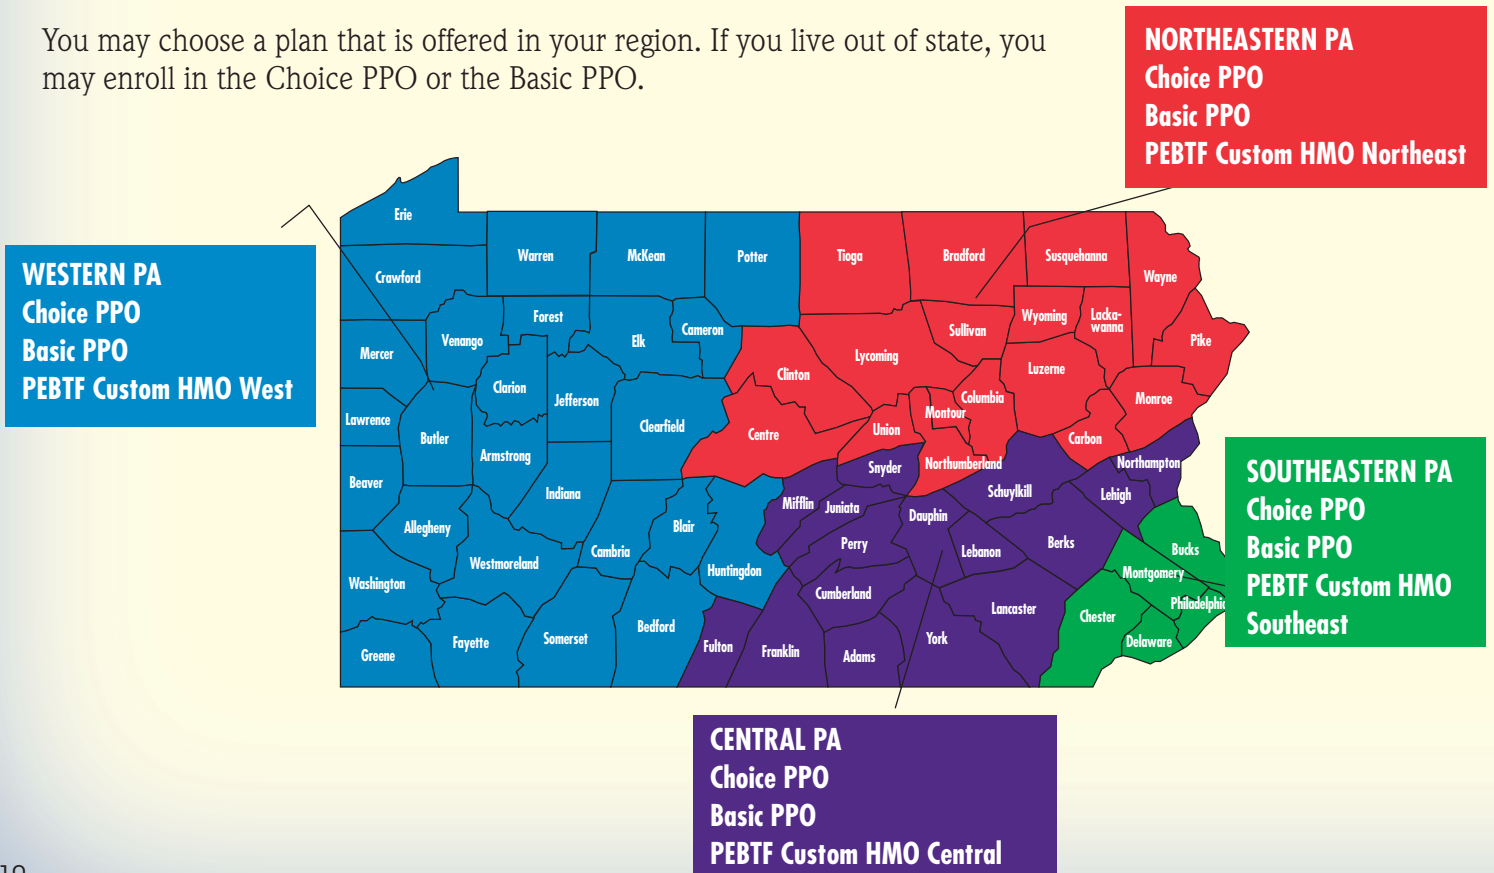 You may choose a plan that is offered in your region. If you live out of state, you
may enroll in the Choice PPO or the Basic PPO.
NORTHEASTERN PA
Choice PPO
Basic PPO
PEBTF Custom HMO Northeast
WESTERN PA
Choice PPO
Basic PPO
PEBTF Custom HMO West
Erie
Crawford
Warren
McKean
Potter
Tioga
Bradford
Susquehanna
Wayne
Mercer
Venango
Forest
Elk
Cameron
Clinton
Lycoming
Sullivan
Wyoming
Lacka-
wanna
Pike
Lawrence
Butler
Clarion
Jefferson
Clearfield
Centre
Union
Montour
Columbia
Luzerne
Monroe
Carbon
Beaver
Armstrong
Indiana
Snyder
Northumberland
Northampton
Allegheny
Blair
Mifflin
Juniata
Dauphin
Schuylkill
Lehigh
Washington
Westmoreland
Cambria
Huntingdon
Perry
Lebanon
Berks
Bucks
Montgomery
Greene
Fayette
Somerset
Bedford
Fulton
Franklin
Cumberland
Adams
York
Lancaster
Chester
Delaware
Philadelphia
SOUTHEASTERN PA
Choice PPO
Basic PPO
PEBTF Custom HMO
Southeast
CENTRAL PA
Choice PPO
Basic PPO
PEBTF Custom HMO Central